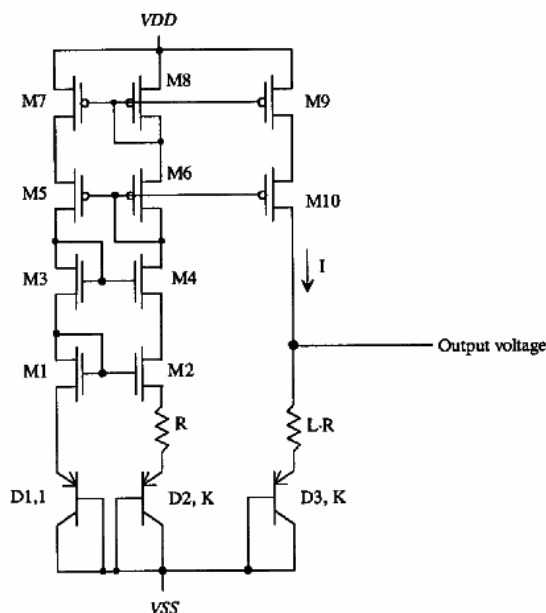 VDD
M7
M8
M9
M5
M6
M10
I
M3
M4
Output voltage
M1
M2
R
L·R
D1,1
D2, K
D3, K
VSS